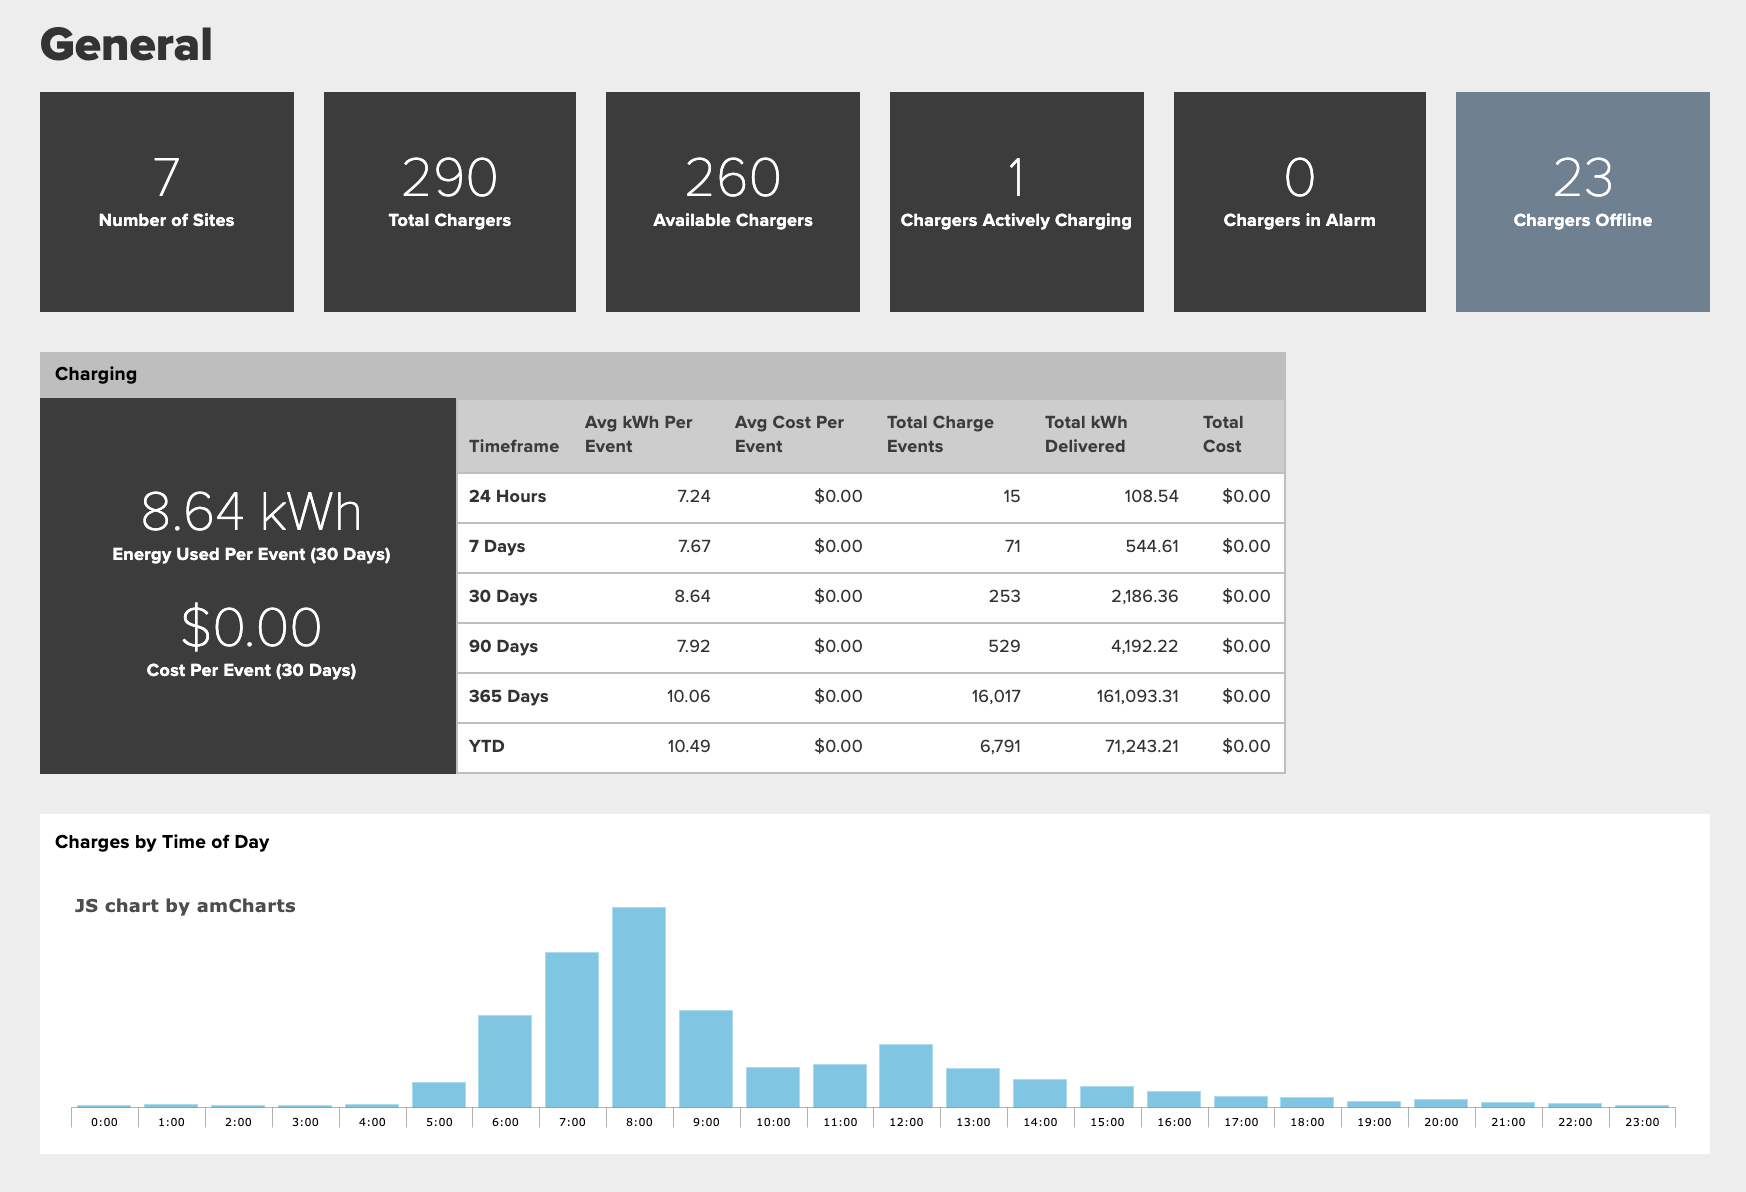 General
7
Number of Sites
290
Total Chargers
260
Available Chargers
1
Chargers Actively Charging
0
Chargers in Alarm
23
Chargers Offline
Charging
8.64 kWh
Energy Used Per Event (30 Days)
$0.00
Cost Per Event (30 Days)
Timeframe Avg kWh Per Event Avg Cost Per Event Total Charge Events Total kWh Delivered Total Cost
24 Hours 7.24 $0.00 15 108.54 $0.00
7 Days 7.67 $0.00 71 544.61 $0.00
30 Days 8.64 $0.00 253 2,186.36 $0.00
90 Days 7.92 $0.00 529 4,192.22 $0.00
365 Days 10.06 $0.00 16,017 161,093.31 $0.00
YTD 10.49 $0.00 6,791 71,243.21 $0.00
Charges by Time of Day
JS chart by amCharts
0:00 1:00 2:00 3:00 4:00 5:00 6:00 7:00 8:00 9:00 10:00 11:00 12:00 13:00 14:00 15:00 16:00 17:00 18:00 19:00 20:00 21:00 22:00 23:00